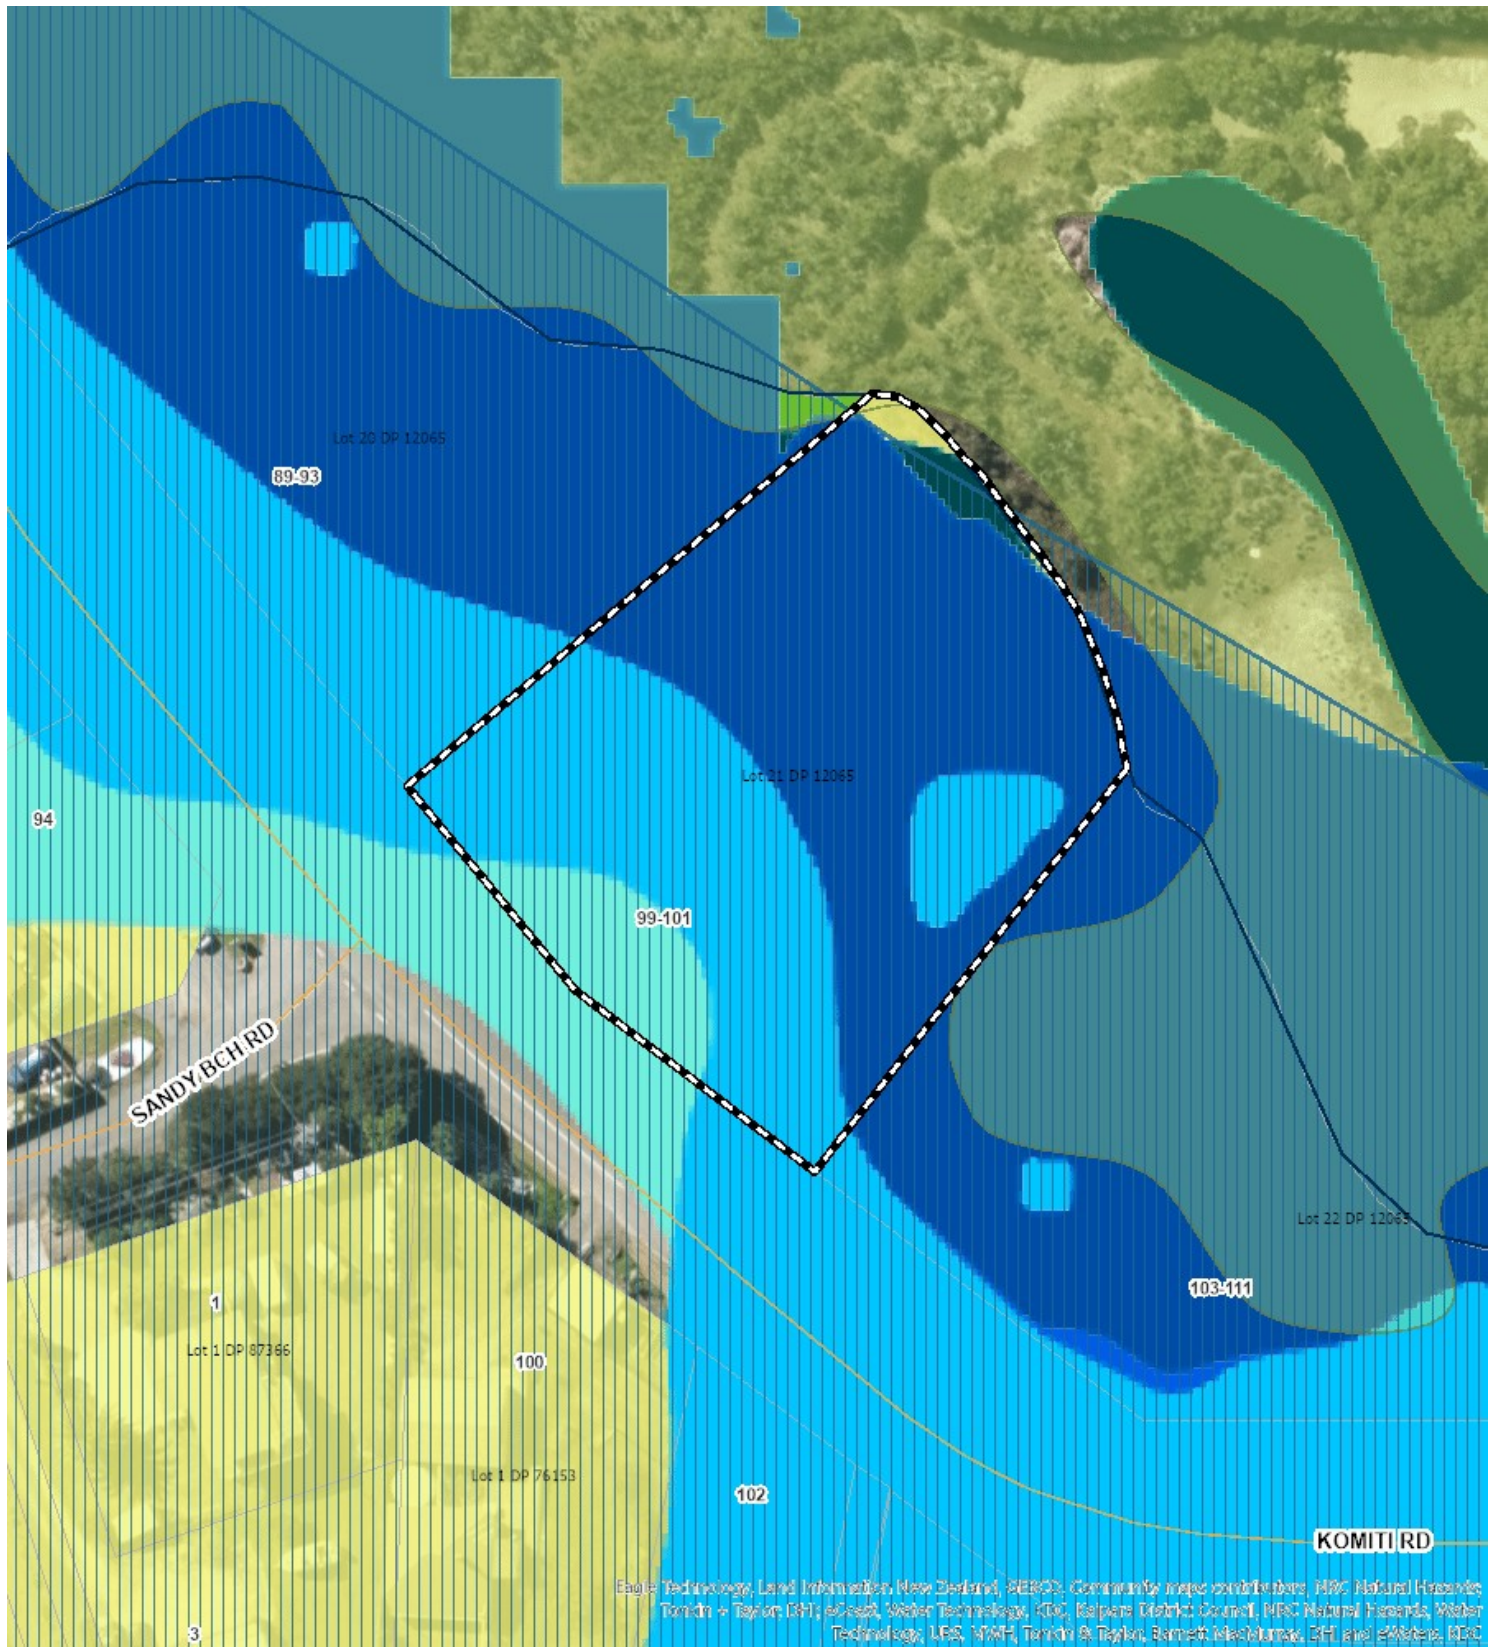 Lot 20 DP 12065
89-93
Lot 21 DP 12065
94
99-101
SANDY BCH RD
Lot 22 DP 12065
103-111
1
Lot 1 DP 87366
100
Lot 1 DP 76153
102
KOMITI RD
Eagle Technology, Land Information New Zealand, GEBCO, Community maps contributors, NRC Natural Hazards
Tonkin + Taylor; DHI; eCoast, Water Technology, KDC, Kaipara District Council, NRC Natural Hazards, Water
Technology, URS, MWH, Tonkin & Taylor, Barnett MacMurray, DHI and eWaters, KDC
3